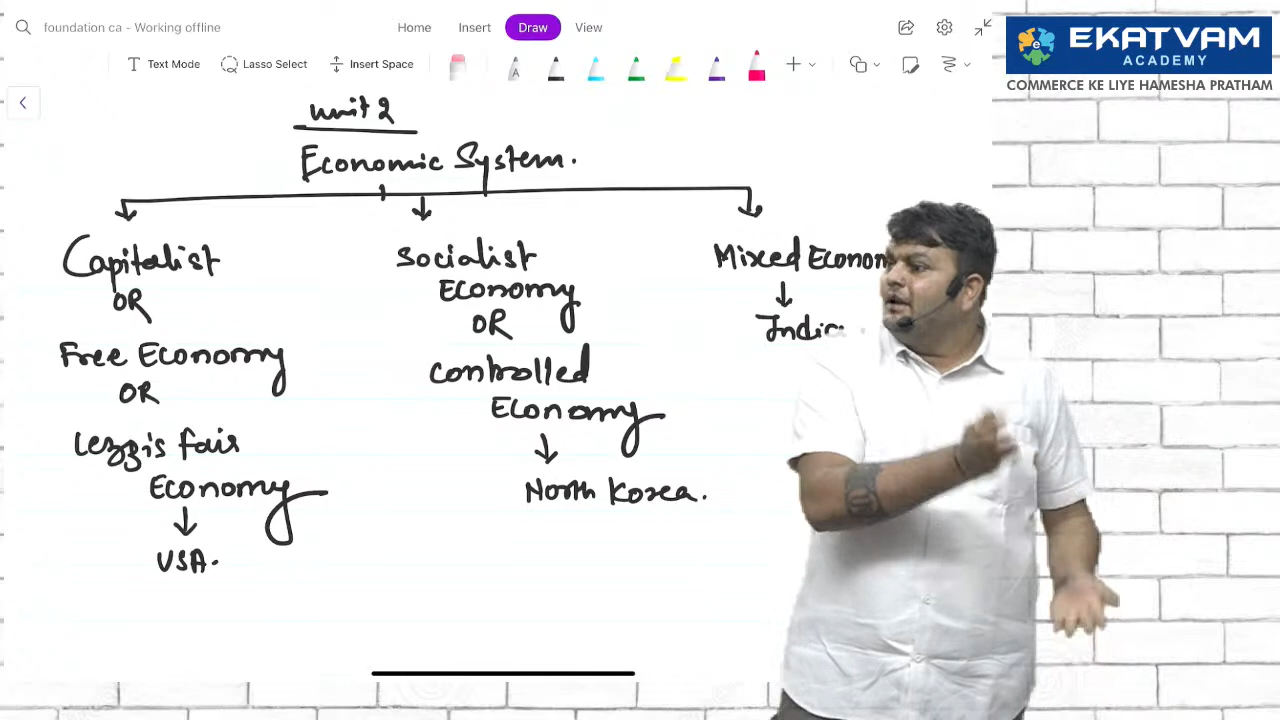 foundation ca - Working offline
Home Insert Draw View
EKATVAM
ACADEMY
COMMERCE KE LIYE HAMESHA PRATHAM
Text Mode Lasso Select Insert Space
A
unit 2
Economic System.
Capitalist
OR
Free Economy
OR
Lezzis fair
Economy
USA.
Socialist
Economy
OR
controlled
Economy
North Korea.
Mixed Econom
India